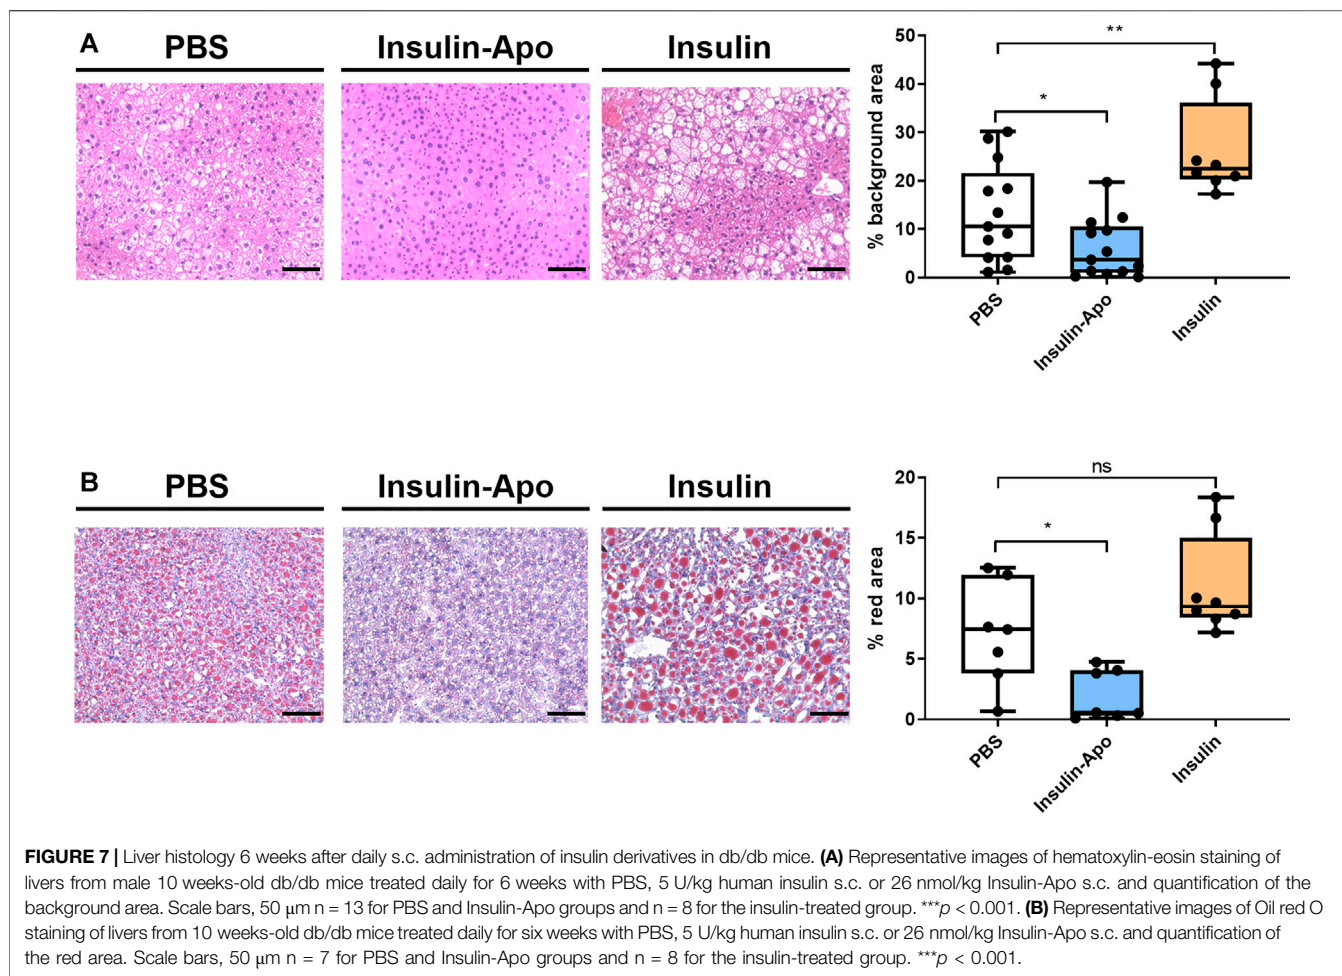 A
PBS
Insulin-Apo
Insulin
% background area
50
40
30
20
10
0
**
*
PBS
Insulin-Apo
Insulin
B
PBS
Insulin-Apo
Insulin
% red area
20
15
10
5
0
ns
*
PBS
Insulin-Apo
Insulin
FIGURE 7 | Liver histology 6 weeks after daily s.c. administration of insulin derivatives in db/db mice. (A) Representative images of hematoxylin-eosin staining of
livers from male 10 weeks-old db/db mice treated daily for 6 weeks with PBS, 5 U/kg human insulin s.c. or 26 nmol/kg Insulin-Apo s.c. and quantification of the
background area. Scale bars, 50 μm n = 13 for PBS and Insulin-Apo groups and n = 8 for the insulin-treated group. ***p < 0.001. (B) Representative images of Oil red O
staining of livers from 10 weeks-old db/db mice treated daily for six weeks with PBS, 5 U/kg human insulin s.c. or 26 nmol/kg Insulin-Apo s.c. and quantification of
the red area. Scale bars, 50 μm n = 7 for PBS and Insulin-Apo groups and n = 8 for the insulin-treated group. ***p < 0.001.